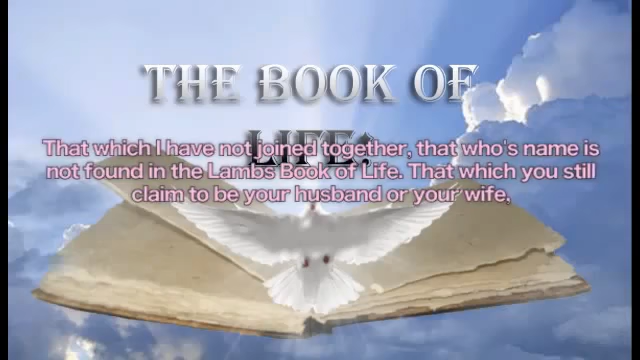 THE BOOK OF
LIFE:
That which I have not joined together, that who's name is
not found in the Lambs Book of Life. That which you still
claim to be your husband or your wife,